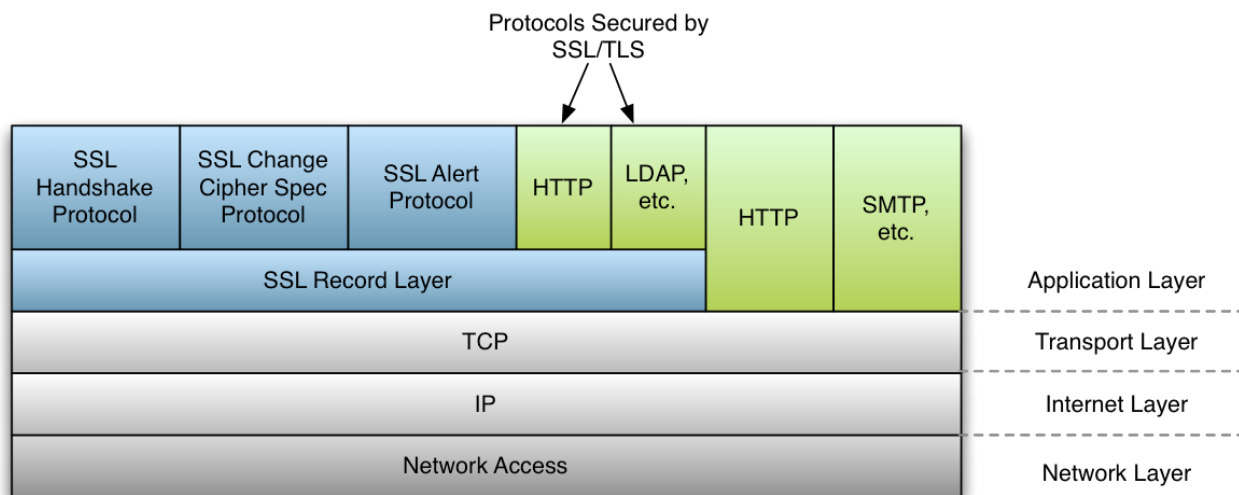 Protocols Secured by
SSL/TLS
SSL
Handshake
Protocol
SSL Change
Cipher Spec
Protocol
SSL Alert
Protocol
HTTP
LDAP,
etc.
HTTP
SMTP,
etc.
SSL Record Layer
Application Layer
TCP
Transport Layer
IP
Internet Layer
Network Access
Network Layer